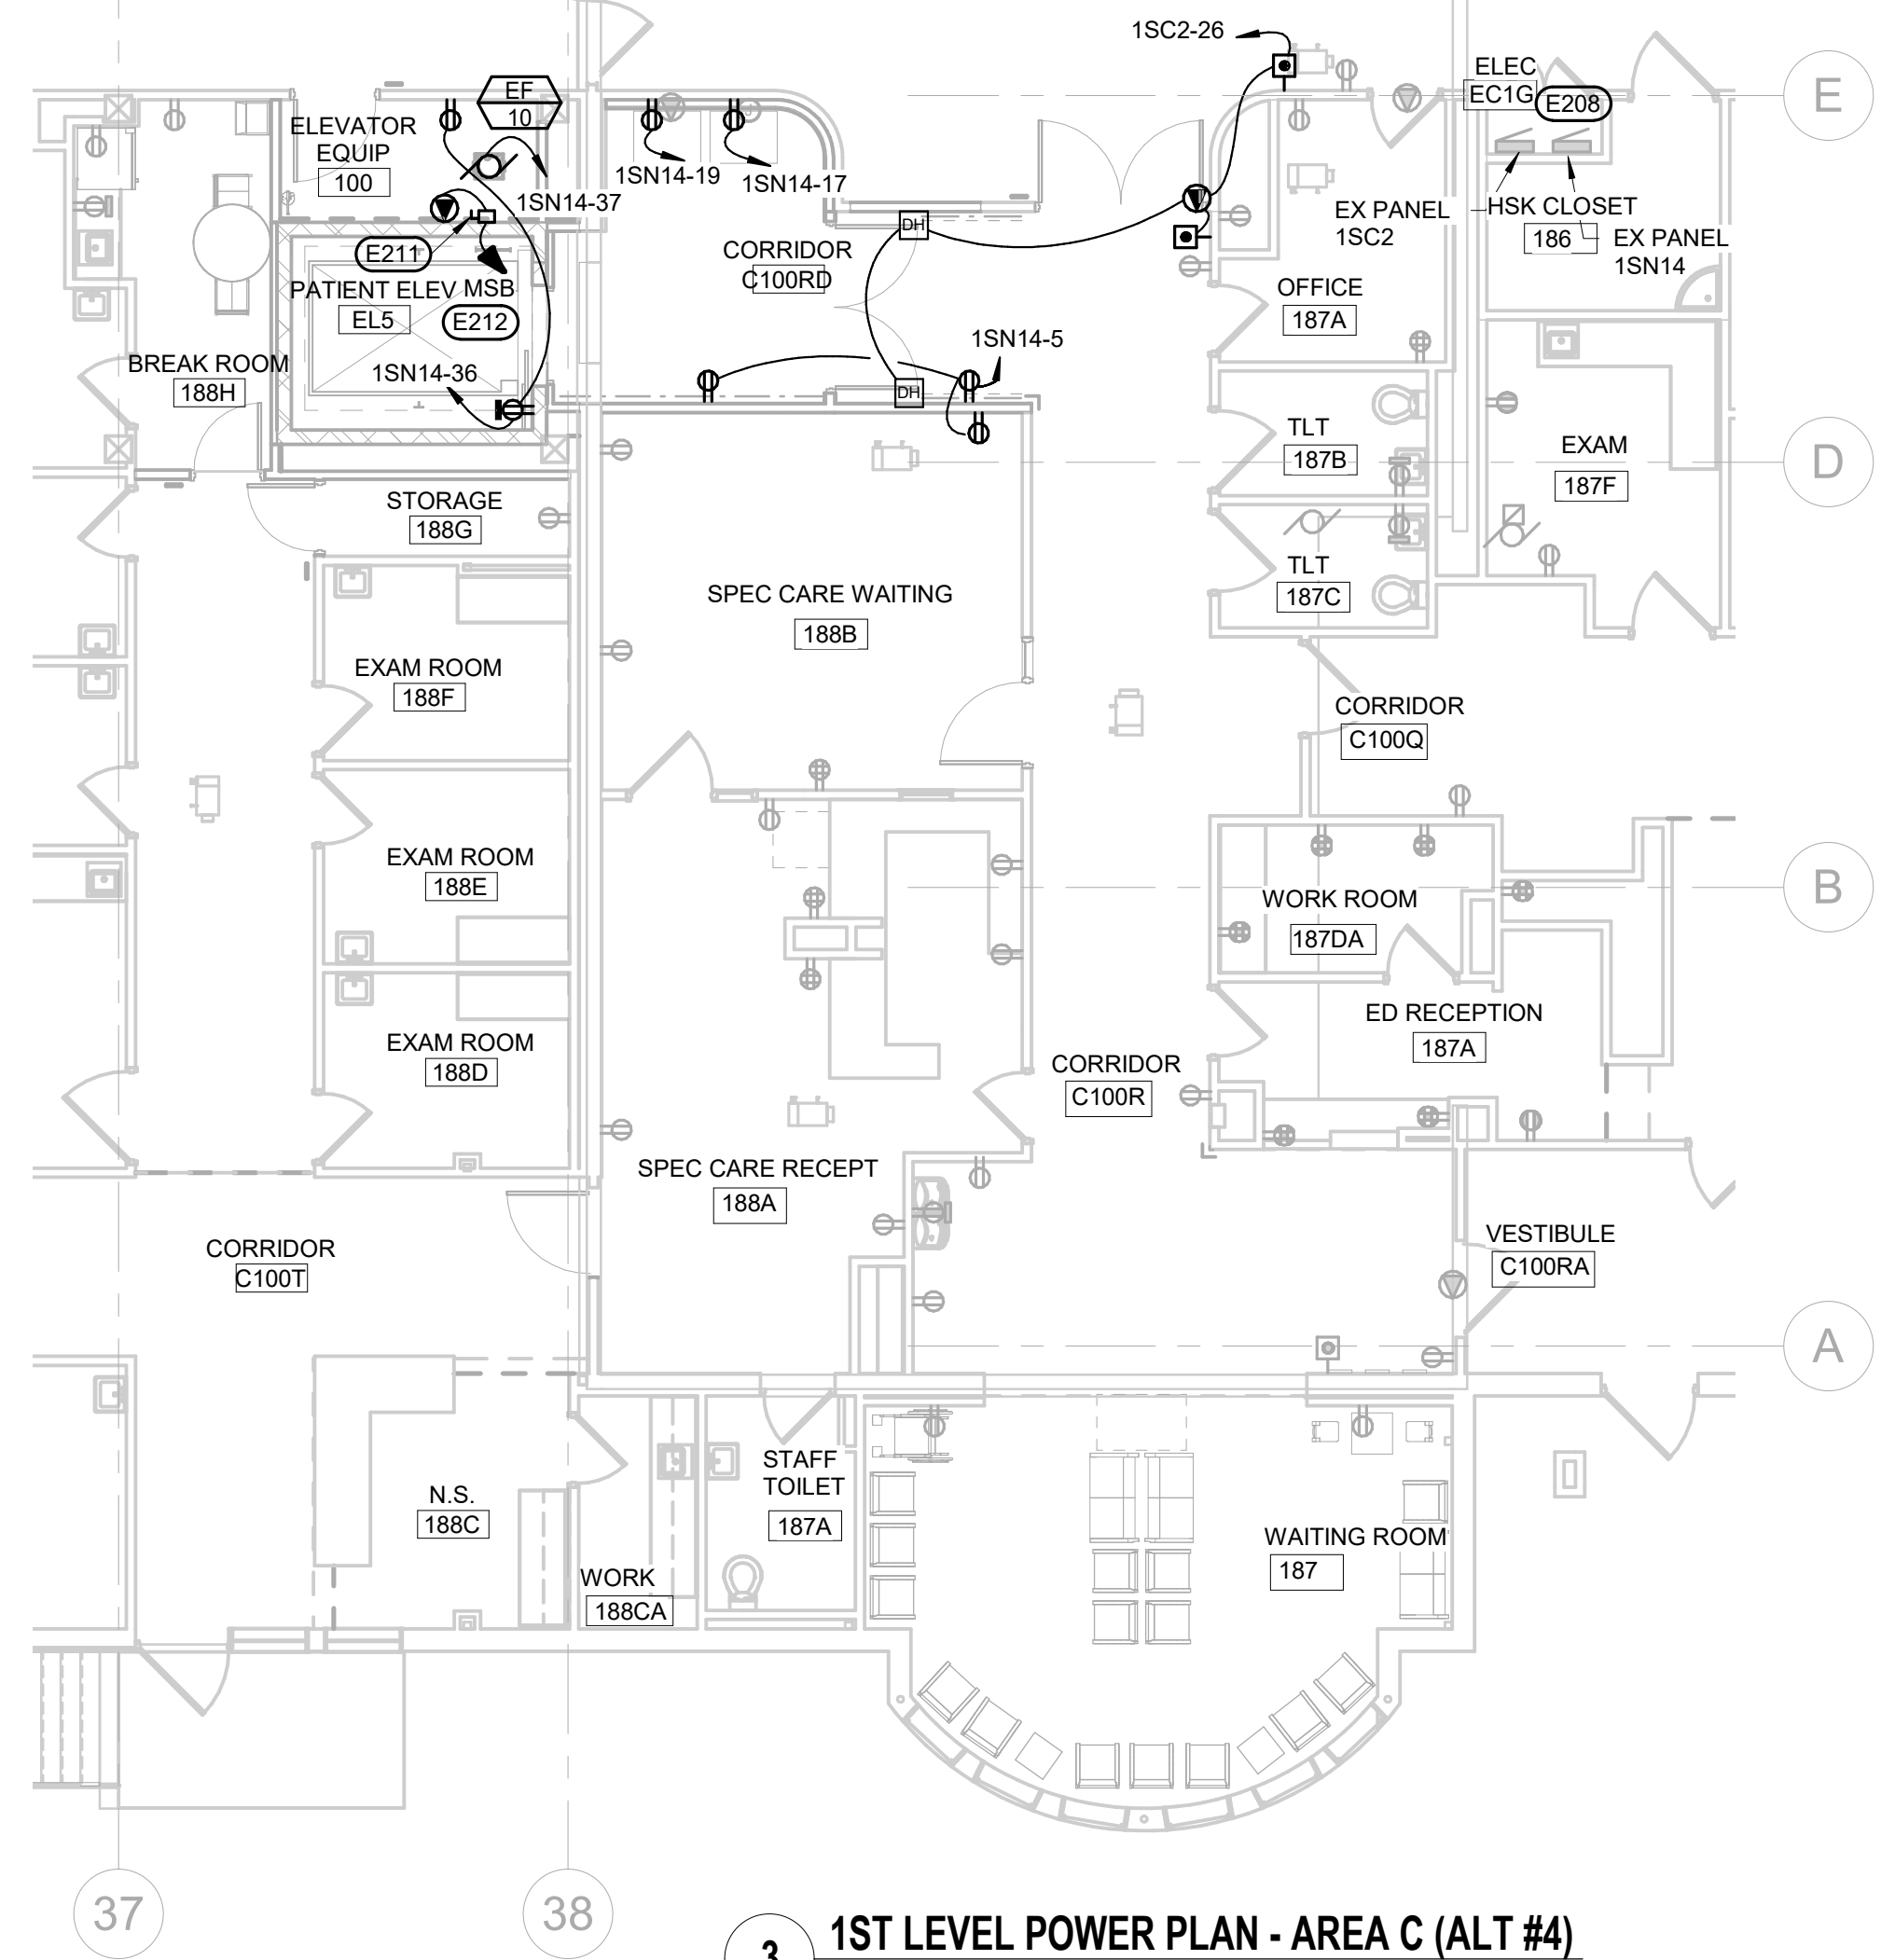 1SC2-26
ELEC
EC1G
E208
E
EF
10
ELEVATOR
EQUIP
100
1SN14-19
1SN14-17
1SN14-37
EX PANEL
1SC2
HSK CLOSET
186
EX PANEL
1SN14
E211
CORRIDOR
C100RD
DH
PATIENT ELEV
EL5
MSB
E212
OFFICE
187A
1SN14-5
BREAK ROOM
188H
1SN14-36
DH
TLT
187B
EXAM
187F
D
STORAGE
188G
TLT
187C
SPEC CARE WAITING
188B
EXAM ROOM
188F
CORRIDOR
C100Q
EXAM ROOM
188E
WORK ROOM
187DA
B
EXAM ROOM
188D
ED RECEPTION
187A
CORRIDOR
C100R
SPEC CARE RECEPT
188A
CORRIDOR
C100T
VESTIBULE
C100RA
A
STAFF
TOILET
187A
N.S.
188C
WORK
188CA
WAITING ROOM
187
37
38
3
1ST LEVEL POWER PLAN - AREA C (ALT #4)